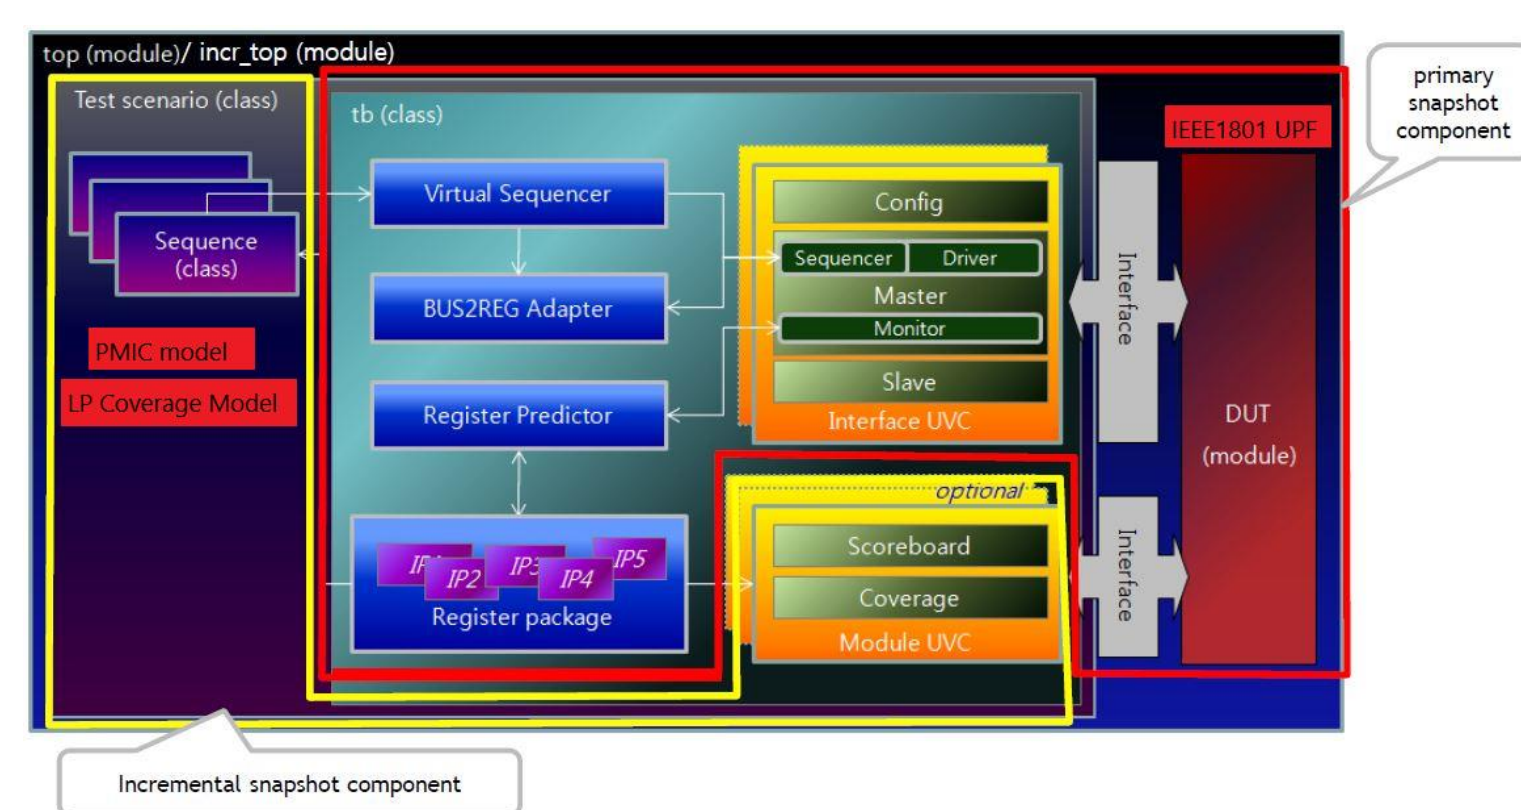 top (module)/ incr_top (module)
Test scenario (class)
tb (class)
primary
snapshot
component
IEEE1801 UPF
Virtual Sequencer
Config
Sequence
(class)
Sequencer
Driver
BUS2REG Adapter
Master
Monitor
Interface
PMIC model
LP Coverage Model
Register Predictor
Slave
Interface UVC
DUT
(module)
optional
Scoreboard
IP2
IP3
IP4
IP5
Register package
Coverage
Module UVC
Interface
Incremental snapshot component